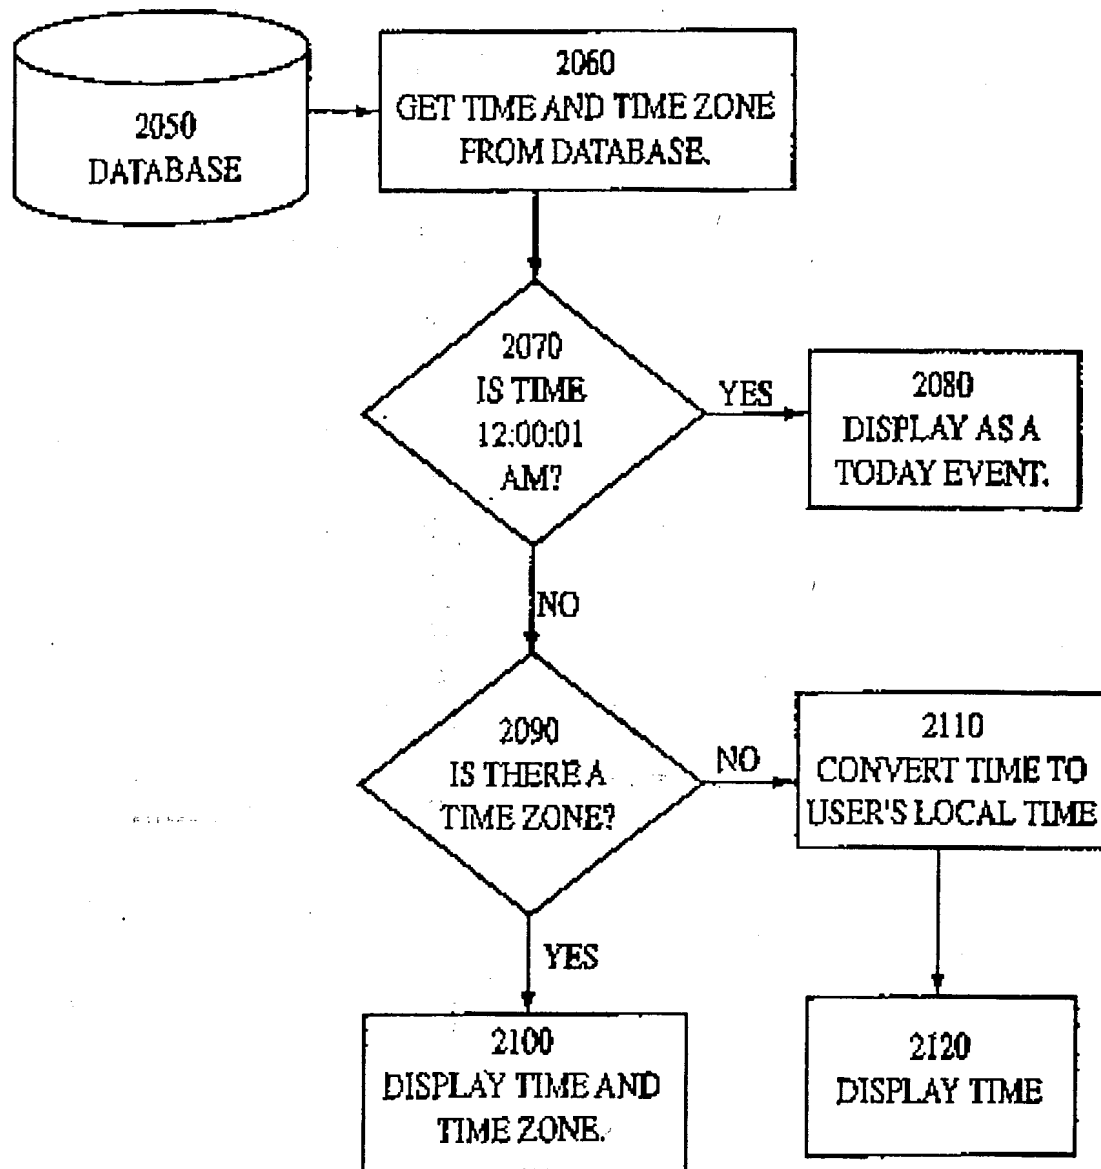 2050
DATABASE
2060
GET TIME AND TIME ZONE
FROM DATABASE.
2070
IS TIME
12:00:01
AM?
YES
2080
DISPLAY AS A
TODAY EVENT.
NO
2090
IS THERE A
TIME ZONE?
NO
2110
CONVERT TIME TO
USER'S LOCAL TIME
YES
2100
DISPLAY TIME AND
TIME ZONE.
2120
DISPLAY TIME